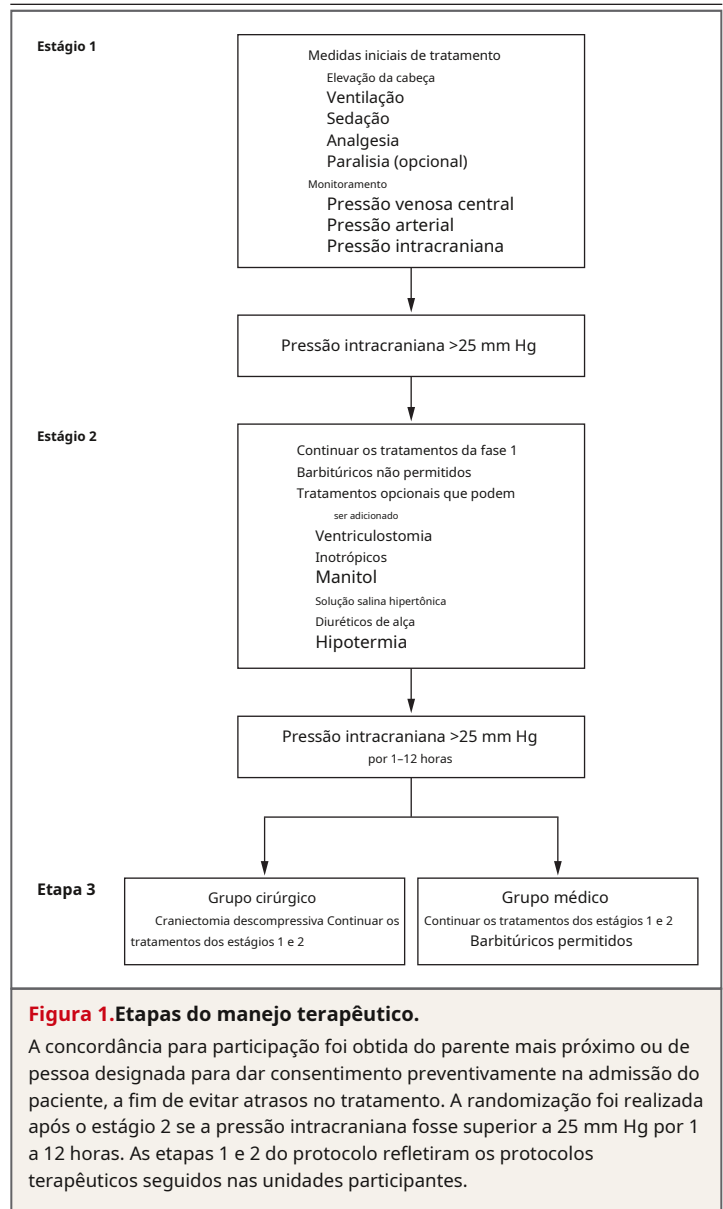 Estágio 1
Medidas iniciais de tratamento
Elevação da cabeça
Ventilação
Sedação
Analgesia
Paralisia (opcional)
Monitoramento
Pressão venosa central
Pressão arterial
Pressão intracraniana
Pressão intracraniana >25 mm Hg
Estágio 2
Continuar os tratamentos da fase 1
Barbitúricos não permitidos
Tratamentos opcionais que podem
ser adicionado
Ventriculostomia
Inotrópicos
Manitol
Solução salina hipertônica
Diuréticos de alça
Hipotermia
Pressão intracraniana >25 mm Hg
por 1–12 horas
Etapa 3
Grupo cirúrgico
Craniectomia descompressiva Continuar os
tratamentos dos estágios 1 e 2
Grupo médico
Continuar os tratamentos dos estágios 1 e 2
Barbitúricos permitidos
Figura 1.Etapas do manejo terapêutico.
A concordância para participação foi obtida do parente mais próximo ou de
pessoa designada para dar consentimento preventivamente na admissão do
paciente, a fim de evitar atrasos no tratamento. A randomização foi realizada
após o estágio 2 se a pressão intracraniana fosse superior a 25 mm Hg por 1
a 12 horas. As etapas 1 e 2 do protocolo refletiram os protocolos
terapêuticos seguidos nas unidades participantes.